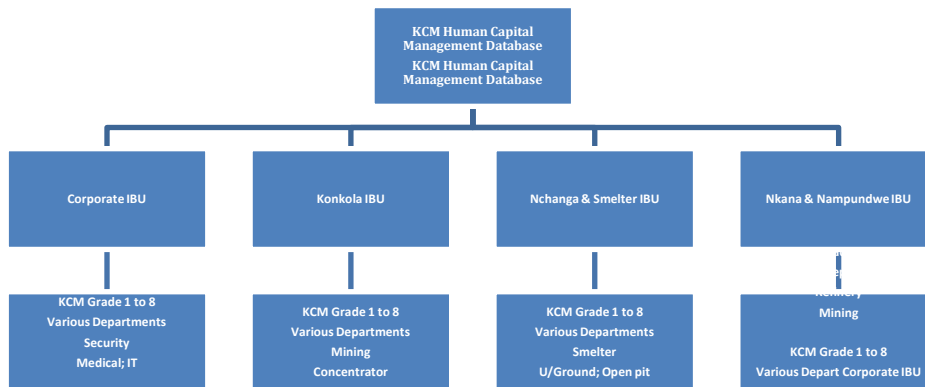 KCM Human Capital
Management Database
KCM Human Capital
Management Database
Corporate IBU
Konkola IBU
Nchanga & Smelter IBU
Nkana & Nampundwe IBU
KCM Grade 1 to 8
Various Departments
Security
Medical; IT
KCM Grade 1 to 8
Various Departments
Mining
Concentrator
KCM Grade 1 to 8
Various Departments
Smelter
U/Ground; Open pit
Refinery
Mining
KCM Grade 1 to 8
Various Depart Corporate IBU